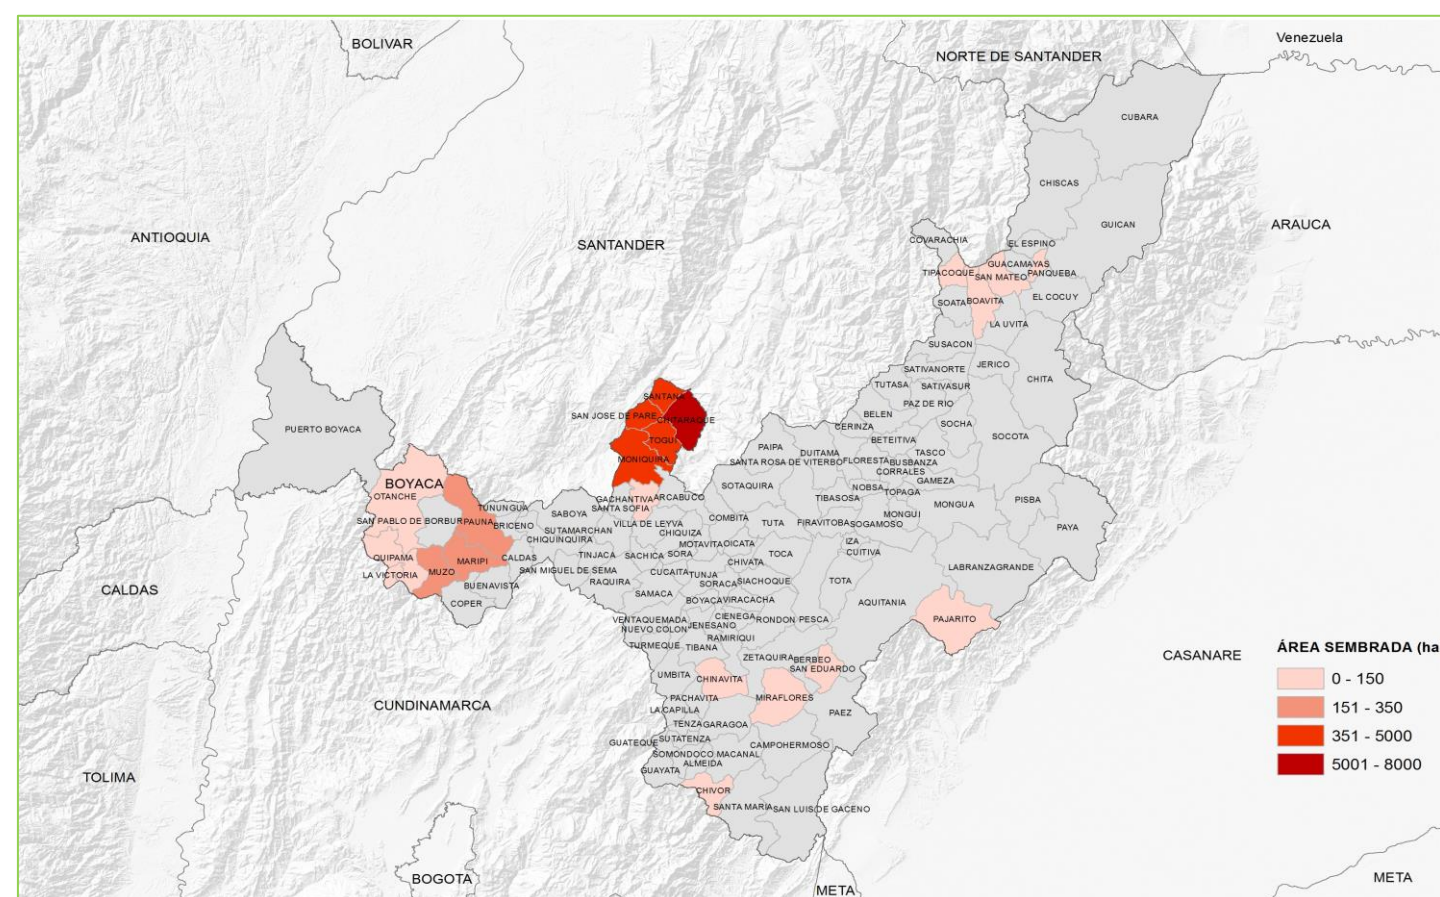 BOLIVAR
Venezuela
NORTE DE SANTANDER
CUBARA
CHISCAS
GUICAN
ARAUCA
ANTIOQUIA
SANTANDER
COVARACHIA
EL ESPINO
GUACAMAYAS
TIPACOQUE
SAN MATEO
PANQUEBA
SOATA
BOAVITA
EL COCUY
LA UVITA
SUSACON
JERICO
SATIVANORTE
CHITA
TUTASA
SATIVASUR
SANTANA
PAZ DE RIO
SAN JOSE DE PARE
CHITARAQUE
BELEN
CERINZA
SOCHA
PUERTO BOYACA
TOGUI
BETEITIVA
SOCOTA
PAIPA
DUITAMA
TASCO
MONIQUIRA
SANTA ROSA DE VITERBO
FLORESTA
BUSBANZA
CORRALES
GAMEZA
BOYACA
SOTAQUIRA
NOBSA
TOPAGA
OTANCHE
GACHANTIVA
ARCABUCO
TIBASOSA
MONGUA
PISBA
TUNUNGUA
SANTA SOFIA
SABOYA
MONGUI
SAN PABLO DE BORBUR
PAUNA
BRICENO
VILLA DE LEYVA
COMBITA
TUTA
FIRAVITOBA
SOGAMOSO
PAYA
SUTAMARCHAN
CHIQUIZA
CHIQUINQUIRA
MOTAVITA
OICATA
IZA
CUITIVA
QUIPAMA
MARIPI
CALDAS
TINJACA
SACHICA
SORA
CHIVATA
TOCA
LA VICTORIA
MUZO
SAN MIGUEL DE SEMA
CUCAITA
TUNJA
LABRANZAGRANDE
BUENAVISTA
RAQUIRA
SORACA
SIACHOQUE
TOTA
CALDAS
COPER
SAMACA
BOYACA
VIRACACHA
AQUITANIA
VENTAQUEMADA
CIENEGA
RONDON
PESCA
PAJARITO
NUEVO COLON
JENESANO
TURMEQUE
TIBANA
RAMIRIQUI
ZETAQUIRA
BERBEO
CASANARE
ÁREA SEMBRADA (ha
UMBITA
CHINAVITA
SAN EDUARDO
0 - 150
CUNDINAMARCA
PACHAVITA
MIRAFLORES
LA CAPILLA
PAEZ
151 - 350
TENZA
GARAGOA
GUATEQUE
SUTATENZA
CAMPOHERMOSO
351 - 5000
SOMONDOCO
MACANAL
ALMEIDA
5001 - 8000
TOLIMA
GUAYATA
CHIVOR
SANTA MARIA
SAN LUIS DE GACENO
BOGOTA
META
META